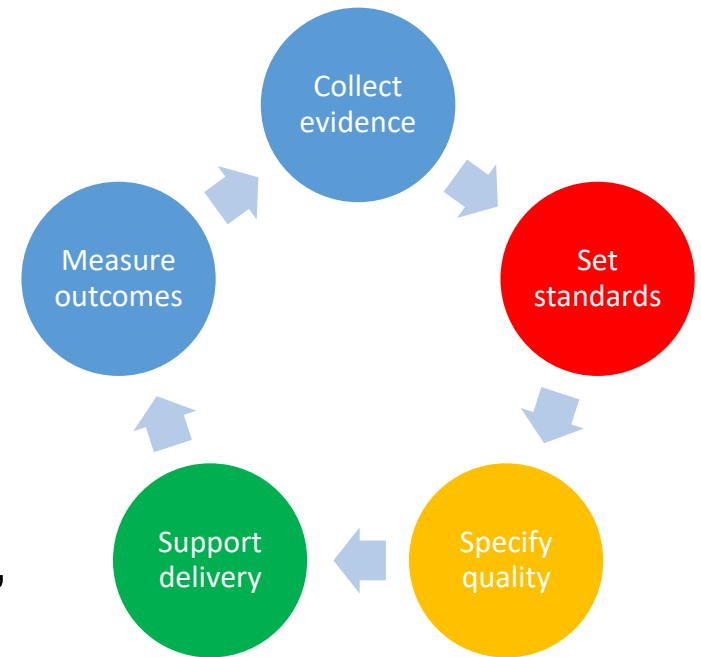 Collect
evidence
Set
standards
Specify
quality
Support
delivery
Measure
outcomes
,